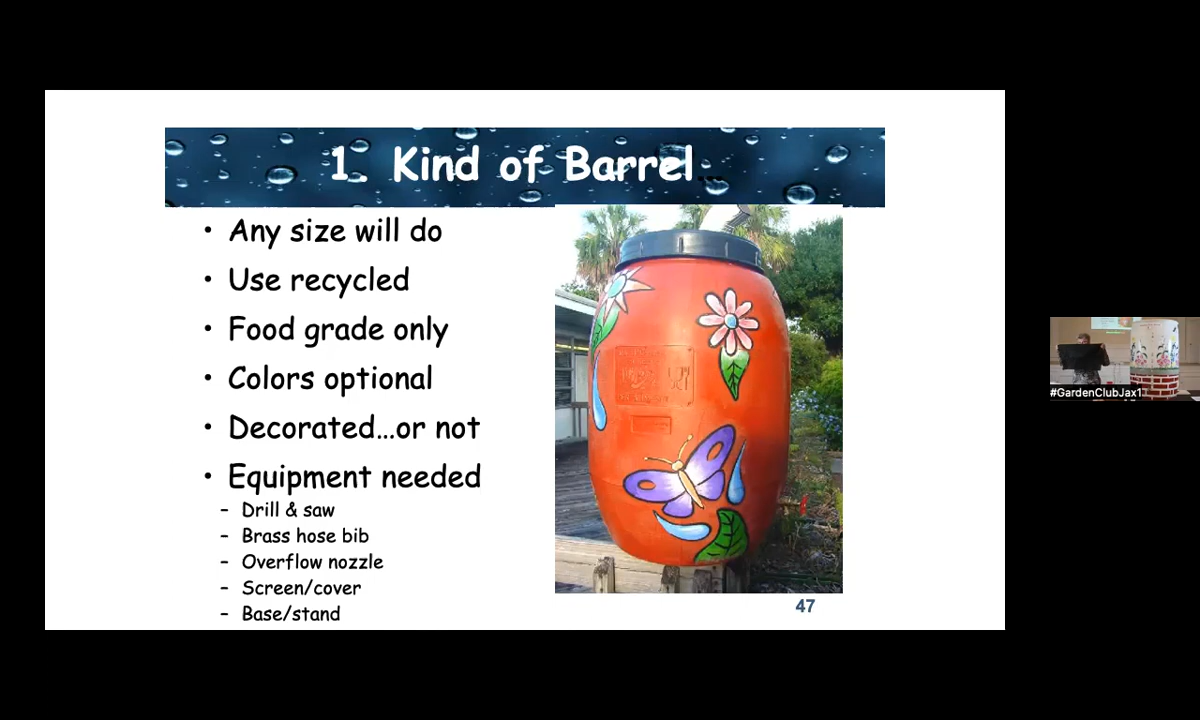 1. Kind of Barrel…
• Any size will do
• Use recycled
• Food grade only
• Colors optional
• Decorated…or not
• Equipment needed
– Drill & saw
– Brass hose bib
– Overflow nozzle
– Screen/cover
– Base/stand
47
#GardenClubJax1